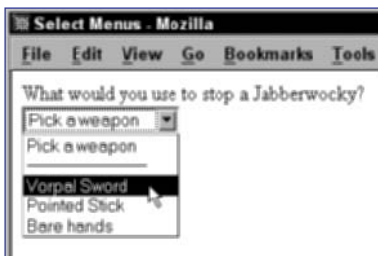 Select Menus - Mozilla
File Edit View Go Bookmarks Tools
What would you use to stop a Jabberwocky?
Pick a weapon
Pick a weapon
Vorpal Sword
Pointed Stick
Bare hands